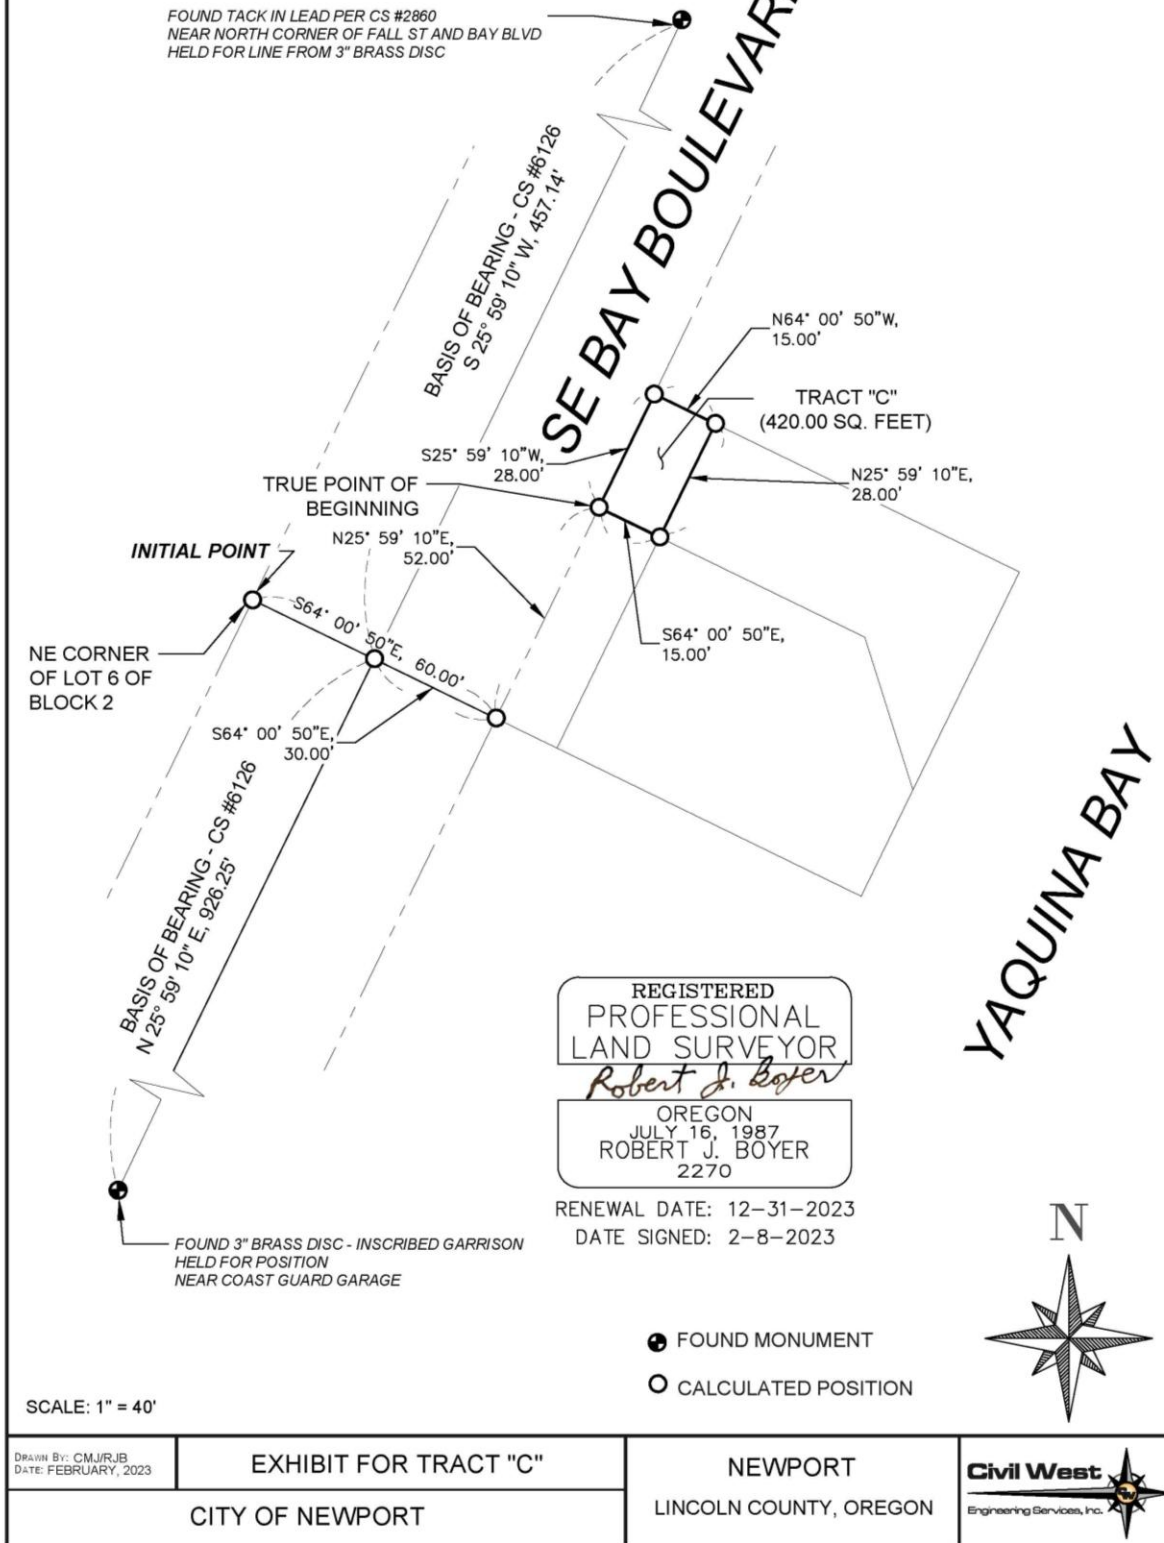 FOUND TACK IN LEAD PER CS #2860
NEAR NORTH CORNER OF FALL ST AND BAY BLVD
HELD FOR LINE FROM 3" BRASS DISC
BASIS OF BEARING - CS #6126
S 25° 59' 10" W, 457.14'
SE BAY BOULEVARD
N64° 00' 50"W,
15.00'
TRACT "C"
(420.00 SQ. FEET)
S25° 59' 10"W,
28.00'
N25° 59' 10"E,
28.00'
TRUE POINT OF
BEGINNING
N25° 59' 10"E,
52.00'
INITIAL POINT
S64° 00' 50"E, 60.00'
S64° 00' 50"E,
15.00'
NE CORNER
OF LOT 6 OF
BLOCK 2
S64° 00' 50"E,
30.00'
BASIS OF BEARING - CS #6126
N 25° 59' 10" E, 926.25'
YAQUINA BAY
REGISTERED
PROFESSIONAL
LAND SURVEYOR
Robert J. Boyer
OREGON
JULY 16, 1987
ROBERT J. BOYER
2270
RENEWAL DATE: 12-31-2023
DATE SIGNED: 2-8-2023
FOUND 3" BRASS DISC - INSCRIBED GARRISON
HELD FOR POSITION
NEAR COAST GUARD GARAGE
N
FOUND MONUMENT
CALCULATED POSITION
SCALE: 1" = 40'
DRAWN BY: CMJ/RJB
DATE: FEBRUARY, 2023
EXHIBIT FOR TRACT "C"
CITY OF NEWPORT
NEWPORT
LINCOLN COUNTY, OREGON
Civil West
Engineering Services, Inc.
CW